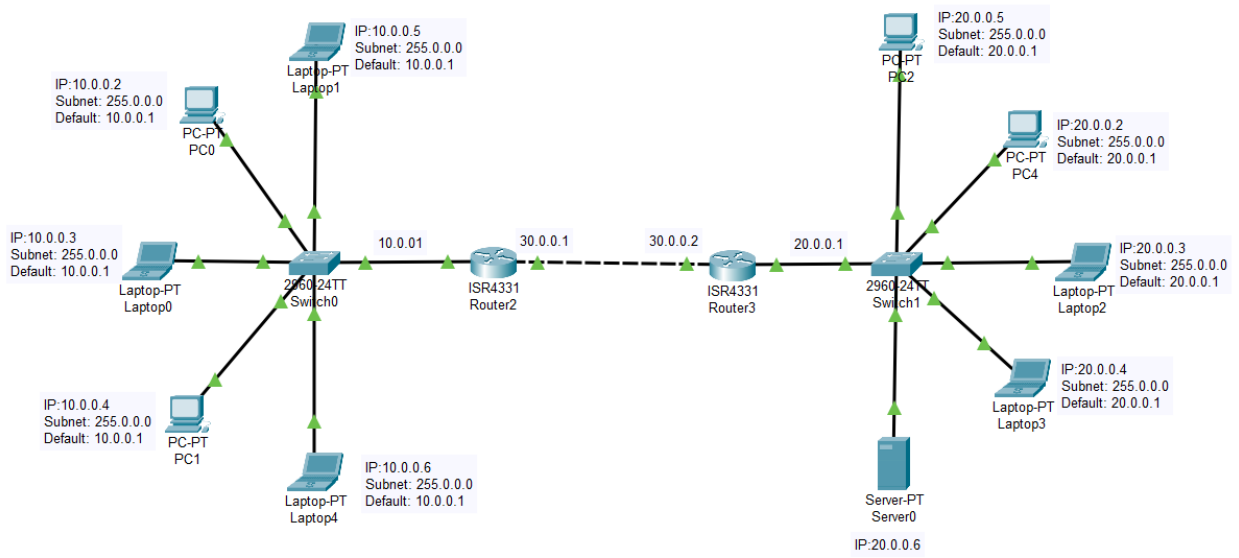 IP:10.0.0.5
Subnet: 255.0.0.0
Default: 10.0.0.1
Laptop-PT
Laptop1
IP:10.0.0.2
Subnet: 255.0.0.0
Default: 10.0.0.1
PC-PT
PC0
IP:10.0.0.3
Subnet: 255.0.0.0
Default: 10.0.0.1
Laptop-PT
Laptop0
IP:10.0.0.4
Subnet: 255.0.0.0
Default: 10.0.0.1
PC-PT
PC1
IP:10.0.0.6
Subnet: 255.0.0.0
Default: 10.0.0.1
Laptop-PT
Laptop4
2960-24TT
Switch0
10.0.01
ISR4331
Router2
30.0.0.1
30.0.0.2
ISR4331
Router3
20.0.0.1
2960-24TT
Switch1
IP:20.0.0.5
Subnet: 255.0.0.0
Default: 20.0.0.1
PC-PT
PC2
IP:20.0.0.2
Subnet: 255.0.0.0
Default: 20.0.0.1
PC-PT
PC4
IP:20.0.0.3
Subnet: 255.0.0.0
Default: 20.0.0.1
Laptop-PT
Laptop2
IP:20.0.0.4
Subnet: 255.0.0.0
Default: 20.0.0.1
Laptop-PT
Laptop3
Server-PT
Server0
IP:20.0.0.6